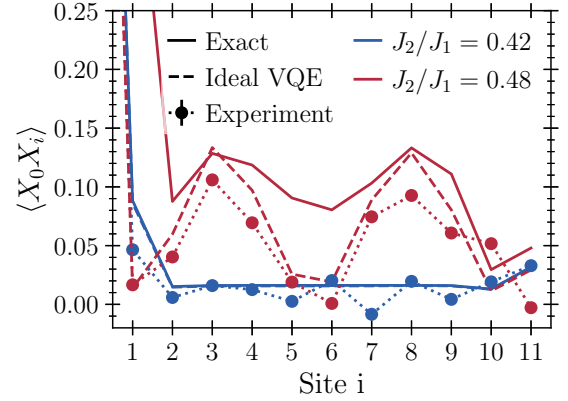 0.25
0.20
0.15
0.10
0.05
0.00
⟨X₀Xᵢ⟩
Exact
Ideal VQE
Experiment
J₂/J₁ = 0.42
J₂/J₁ = 0.48
1 2 3 4 5 6 7 8 9 10 11
Site i